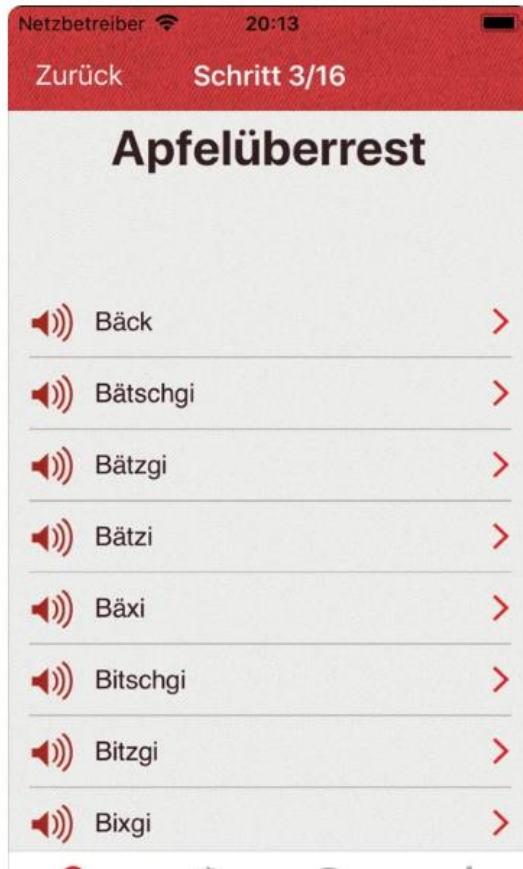 Netzbetreiber 20:13
Zurück Schritt 3/16
Apfelüberrest
Bäck
Bätschgi
Bätzgi
Bätzi
Bäxi
Bitschgi
Bitzgi
Bixgi